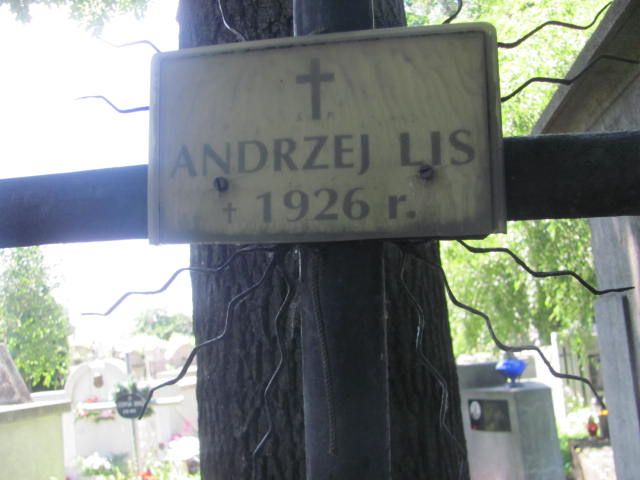 Ś P
ANDRZEJ LIS
† 1926 r.